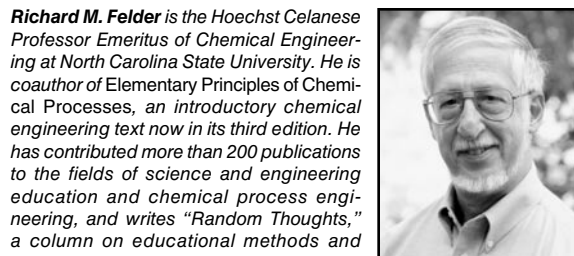 Richard M. Felder is the Hoechst Celanese
Professor Emeritus of Chemical Engineer-
ing at North Carolina State University. He is
coauthor of Elementary Principles of Chemi-
cal Processes, an introductory chemical
engineering text now in its third edition. He
has contributed more than 200 publications
to the fields of science and engineering
education and chemical process engi-
neering, and writes “Random Thoughts,”
a column on educational methods and